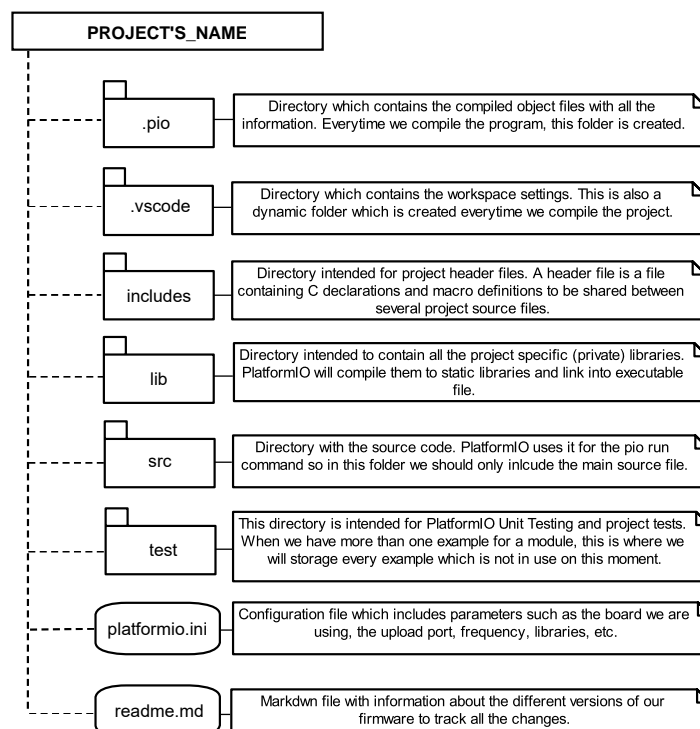 PROJECT'S_NAME
.pio
Directory which contains the compiled object files with all the
information. Everytime we compile the program, this folder is created.
.vscode
Directory which contains the workspace settings. This is also a
dynamic folder which is created everytime we compile the project.
includes
Directory intended for project header files. A header file is a file
containing C declarations and macro definitions to be shared between
several project source files.
lib
Directory intended to contain all the project specific (private) libraries.
PlatformIO will compile them to static libraries and link into executable
file.
src
Directory with the source code. PlatformIO uses it for the pio run
command so in this folder we should only inlcude the main source file.
test
This directory is intended for PlatformIO Unit Testing and project tests.
When we have more than one example for a module, this is where we
will storage every example which is not in use on this moment.
platformio.ini
Configuration file which includes parameters such as the board we are
using, the upload port, frequency, libraries, etc.
readme.md
Markdwn file with information about the different versions of our
firmware to track all the changes.